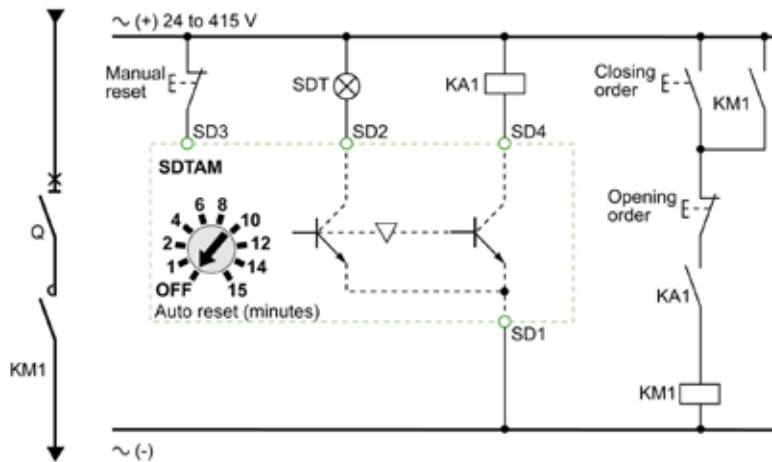 ~ (+) 24 to 415 V
Manual
reset
SDT
KA1
Closing
order
KM1
SD3
SD2
SD4
SDTAM
Opening
order
Q
6 8
4 10
2 12
1 14
OFF 15
Auto reset (minutes)
SD1
KA1
KM1
KM1
~ (-)